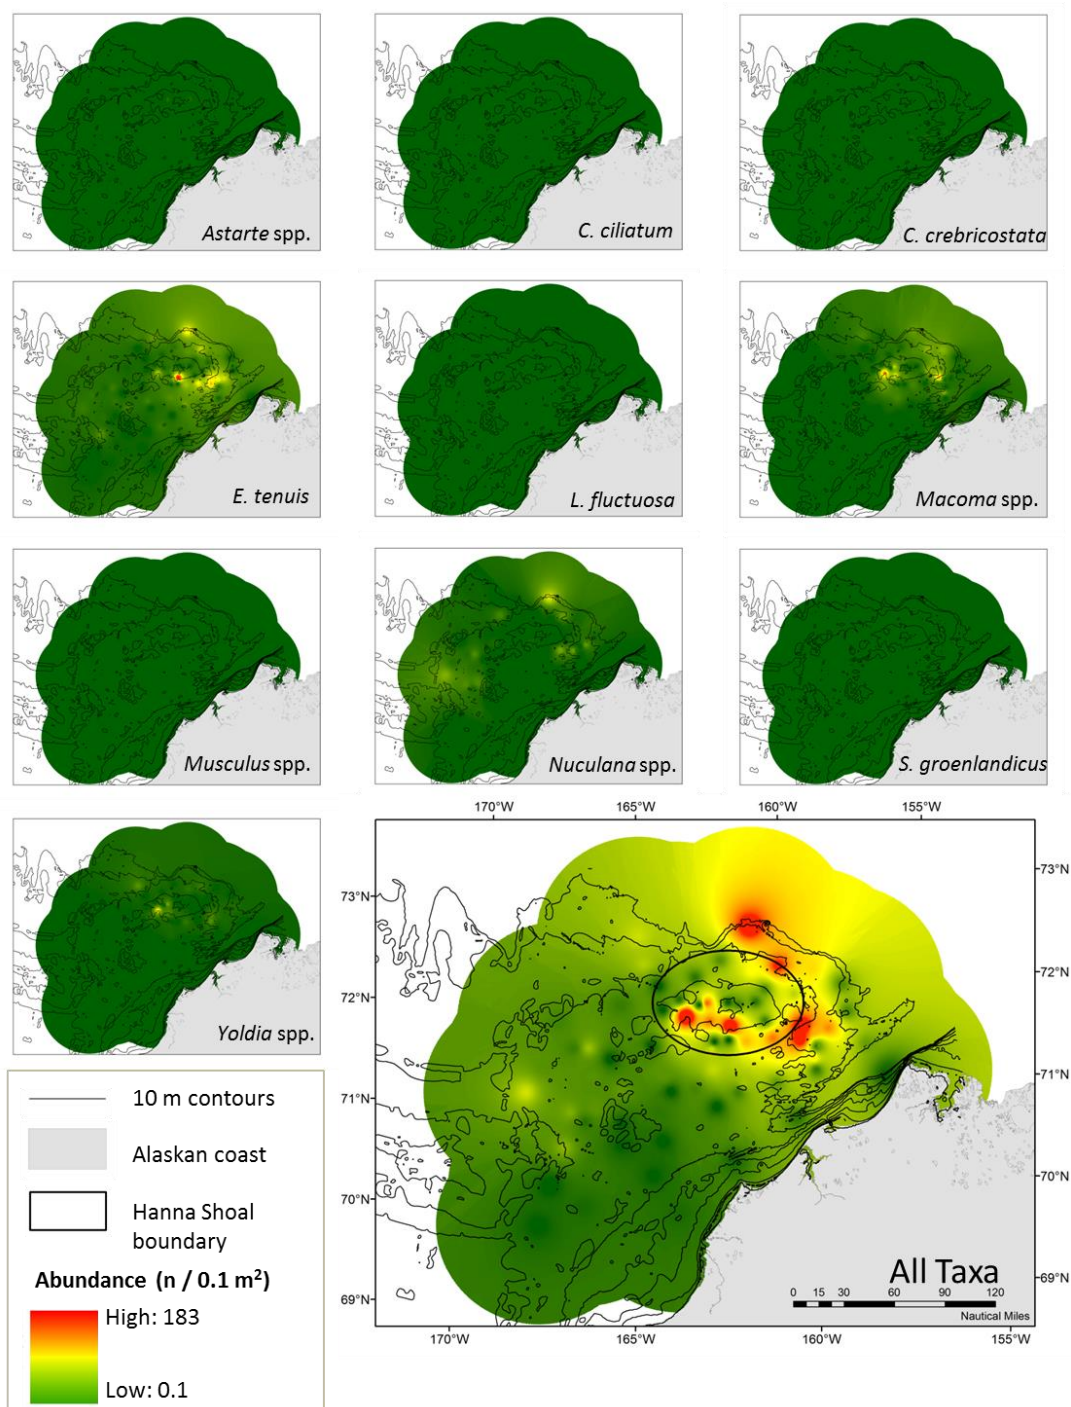 Astarte spp.
C. ciliatum
C. crebricostata
E. tenuis
L. fluctuosa
Macoma spp.
Musculus spp.
Nuculana spp.
S. groenlandicus
Yoldia spp.
170°W 165°W 160°W 155°W
73°N 73°N
72°N 72°N
71°N 71°N
70°N 70°N
69°N 69°N
All Taxa
0 15 30 60 90 120
Nautical Miles
170°W 165°W 160°W 155°W
10 m contours
Alaskan coast
Hanna Shoal
boundary
Abundance (n / 0.1 m²)
High: 183
Low: 0.1